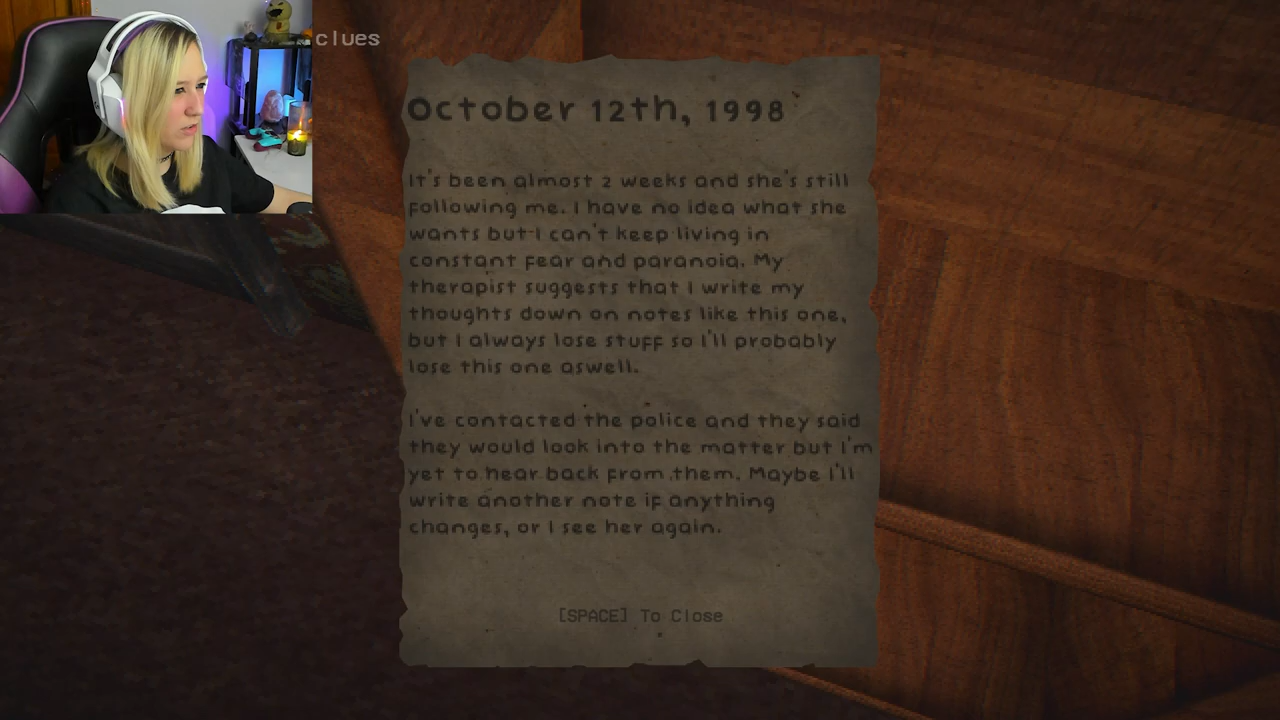 clues
October 12th, 1998
It's been almost 2 weeks and she's still
following me. I have no idea what she
wants but I can't keep living in
constant fear and paranoia. My
therapist suggests that I write my
thoughts down on notes like this one,
but I always lose stuff so I'll probably
lose this one aswell.
I've contacted the police and they said
they would look into the matter but I'm
yet to hear back from them. Maybe I'll
write another note if anything
changes, or I see her again.
[SPACE] To Close